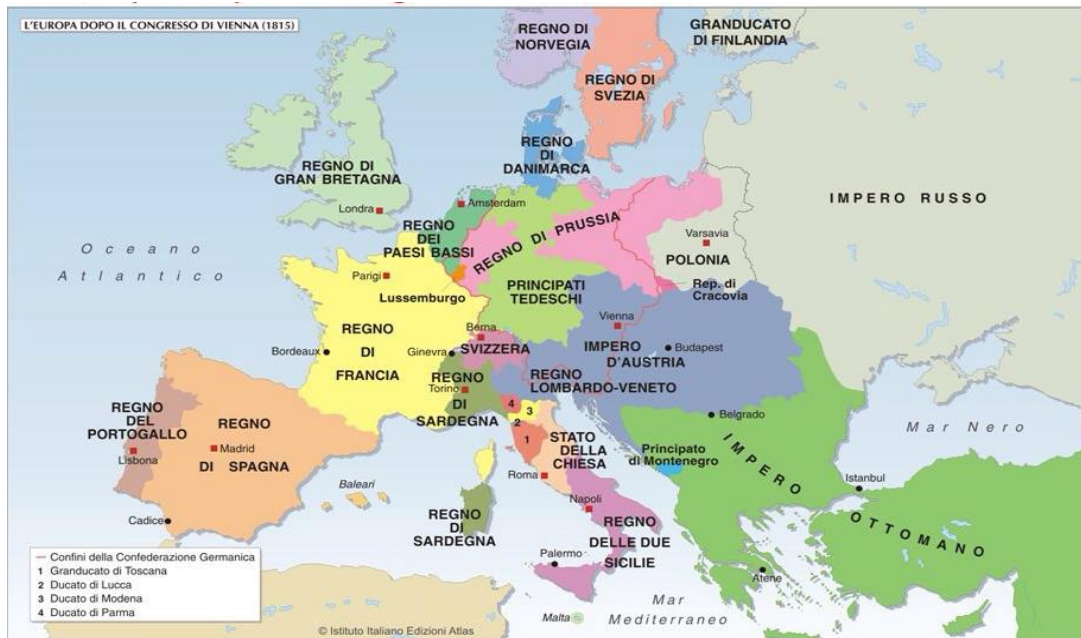 L'EUROPA DOPO IL CONGRESSO DI VIENNA (1815)
REGNO DI
NORVEGIA
GRANDUCATO
DI FINLANDIA
REGNO DI
SVEZIA
REGNO
DI
DANIMARCA
REGNO DI
GRAN BRETAGNA
Londra
Amsterdam
REGNO
DEI
PAESI BASSI
REGNO DI PRUSSIA
IMPERO RUSSO
Varsavia
POLONIA
Oceano
Atlantico
Parigi
Lussemburgo
PRINCIPATI
TEDESCHI
Rep. di
Cracovia
REGNO
DI
FRANCIA
Bordeaux
Ginevra
Berna
SVIZZERA
Vienna
IMPERO
D'AUSTRIA
Budapest
REGNO
LOMBARDO-VENETO
REGNO
Torino
DI
SARDEGNA
4
3
2
1
Belgrado
Mar Nero
REGNO
DEL
PORTOGALLO
Lisbona
REGNO
Madrid
DI SPAGNA
STATO
DELLA
CHIESA
Roma
Principato
di Montenegro
IMPERO
OTTOMANO
Istanbul
Baleari
Cadice
REGNO
DI
SARDEGNA
Napoli
REGNO
DELLE DUE
SICILIE
Palermo
Atene
Malta
Mar
Mediterraneo
Confini della Confederazione Germanica
1 Granducato di Toscana
2 Ducato di Lucca
3 Ducato di Modena
4 Ducato di Parma
© Istituto Italiano Edizioni Atlas